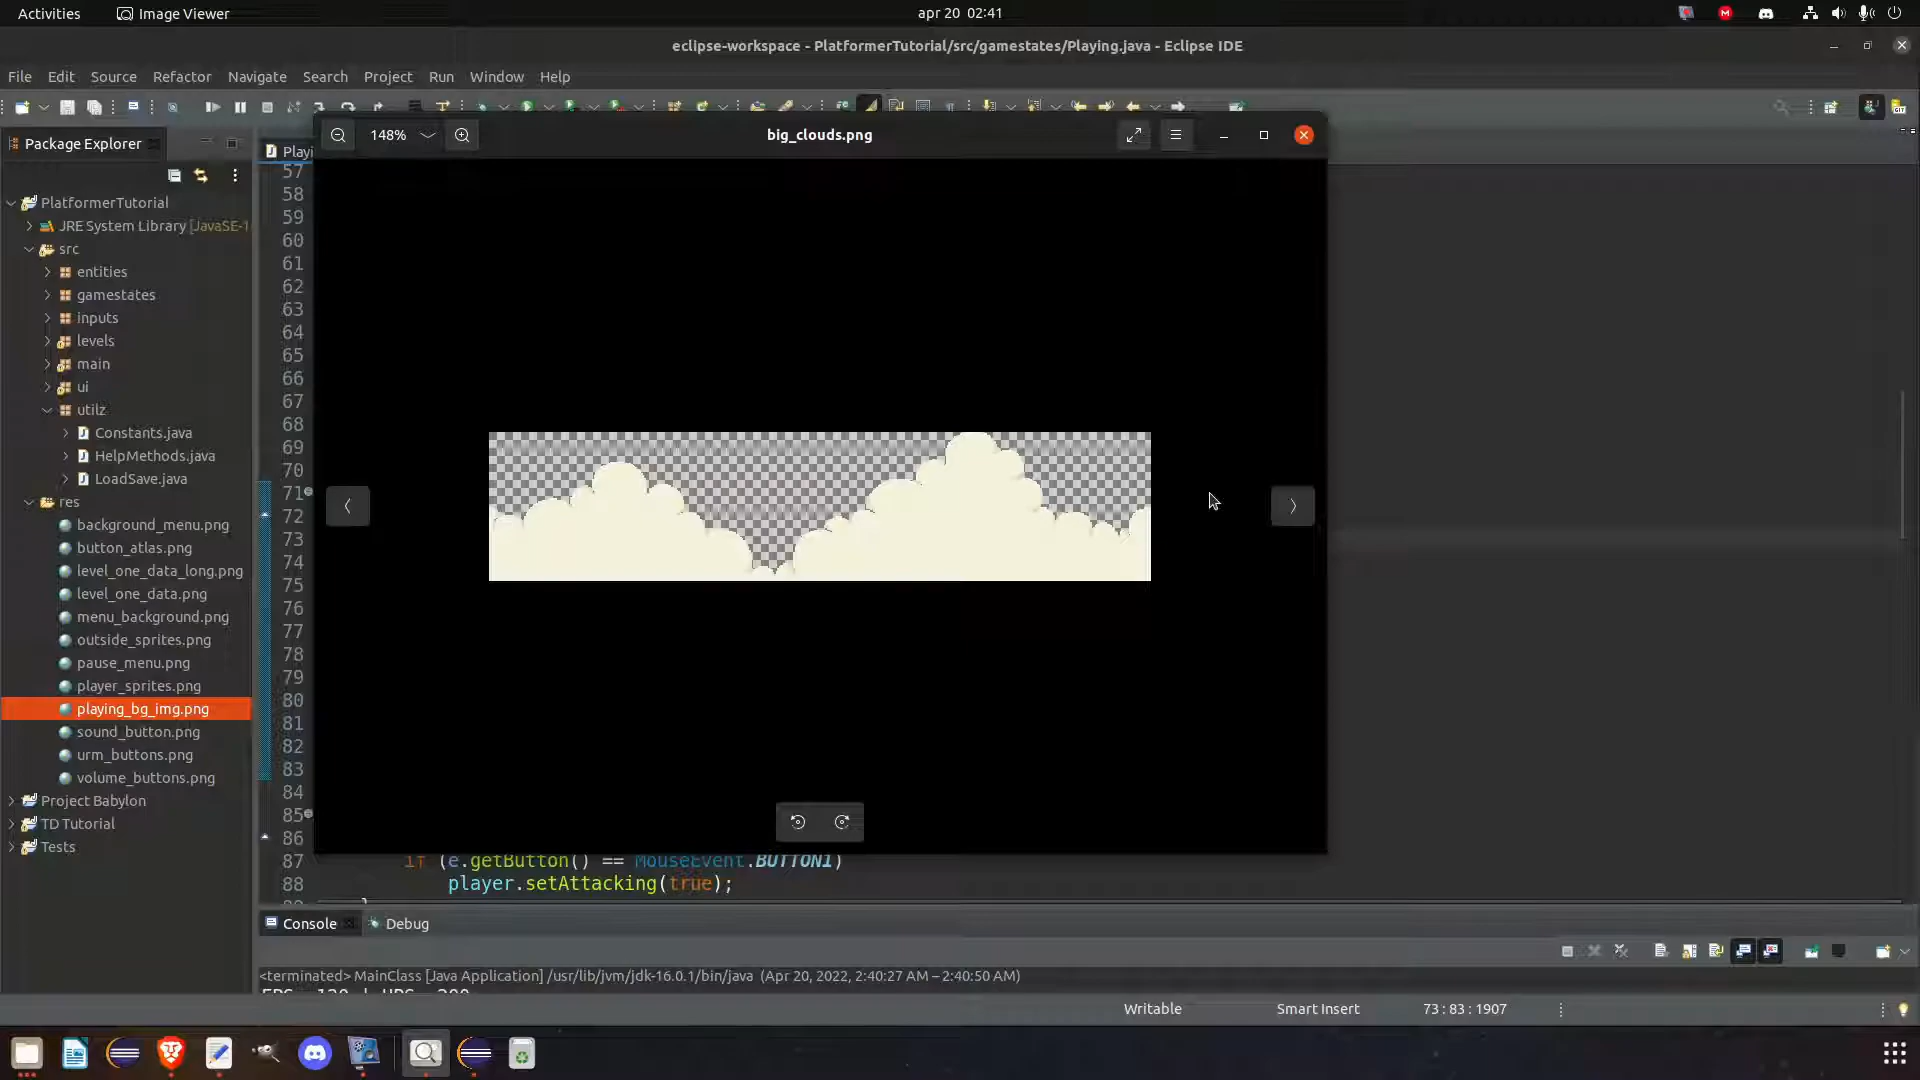 Activities
Image Viewer
apr 20 02:41
eclipse-workspace - PlatformerTutorial/src/gamestates/Playing.java - Eclipse IDE
File Edit Source Refactor Navigate Search Project Run Window Help
148%
big_clouds.png
Package Explorer
Playi
PlatformerTutorial
JRE System Library [JavaSE-1
src
entities
gamestates
inputs
levels
main
ui
utilz
Constants.java
HelpMethods.java
LoadSave.java
res
background_menu.png
button_atlas.png
level_one_data_long.png
level_one_data.png
menu_background.png
outside_sprites.png
pause_menu.png
player_sprites.png
playing_bg_img.png
sound_button.png
urm_buttons.png
volume_buttons.png
Project Babylon
TD Tutorial
Tests
57
58
59
60
61
62
63
64
65
66
67
68
69
70
71
72
73
74
75
76
77
78
79
80
81
82
83
84
85
86
87 if (e.getButton() == MouseEvent.BUTTON1)
88 player.setAttacking(true);
Console
Debug
<terminated> MainClass [Java Application] /usr/lib/jvm/jdk-16.0.1/bin/java (Apr 20, 2022, 2:40:27 AM – 2:40:50 AM)
Writable
Smart Insert
73 : 83 : 1907